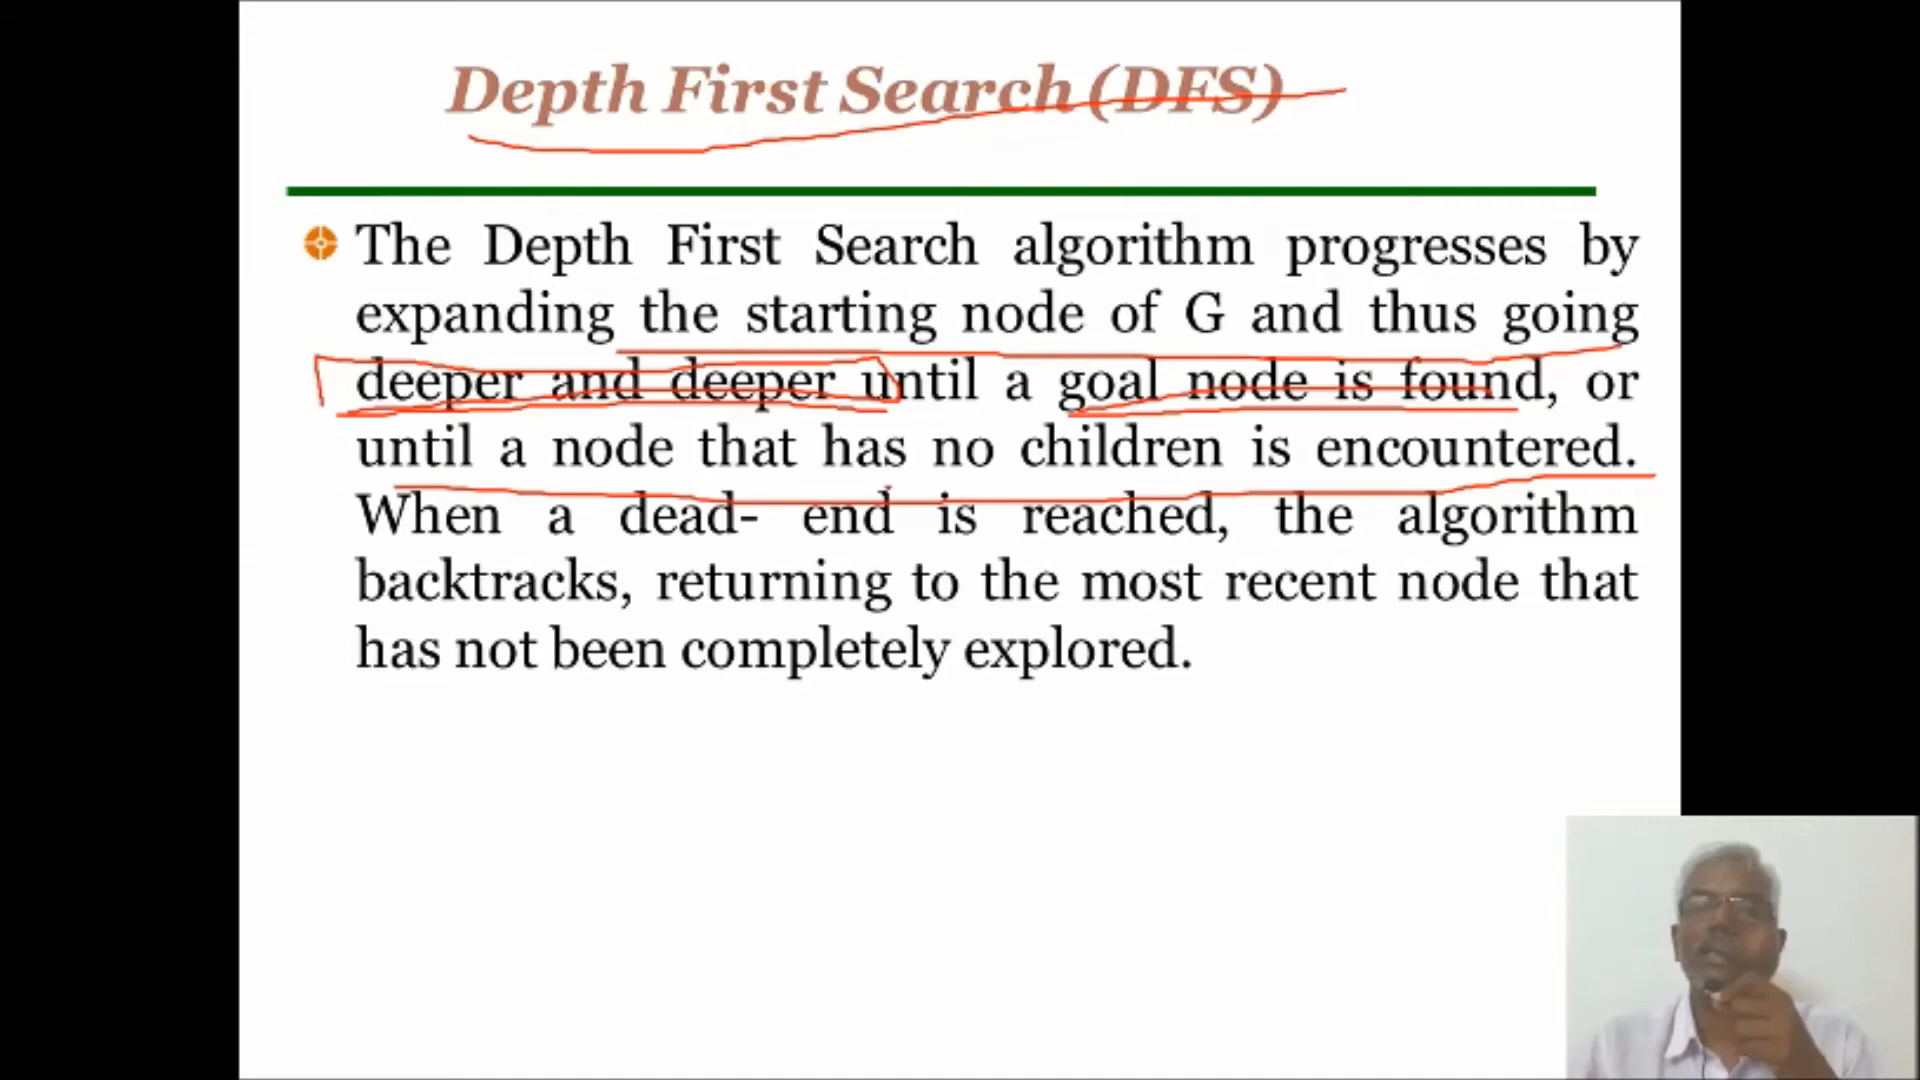 Depth First Search (DFS)
The Depth First Search algorithm progresses by
expanding the starting node of G and thus going
deeper and deeper until a goal node is found, or
until a node that has no children is encountered.
When a dead- end is reached, the algorithm
backtracks, returning to the most recent node that
has not been completely explored.